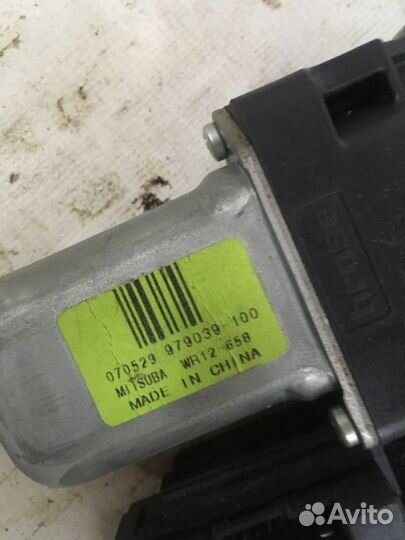 070529 979039-100
MITSUBA WR12 658
MADE IN CHINA
brose
Avito